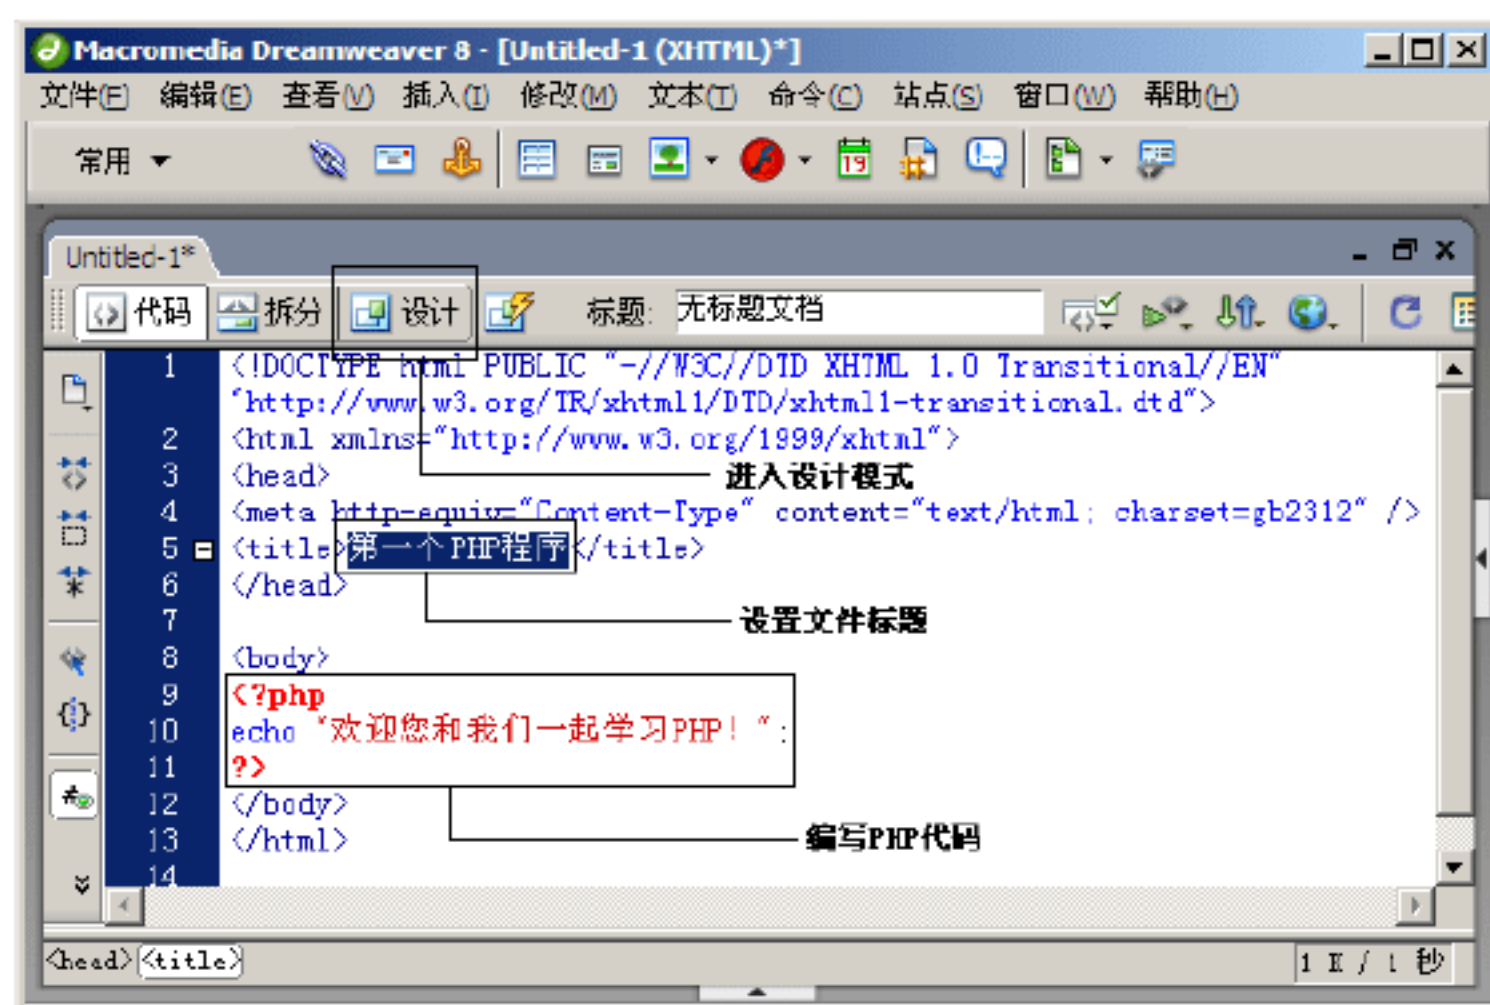 Macromedia Dreamweaver 8 - [Untitled-1 (XHTML)*]
文件(F) 编辑(E) 查看(V) 插入(I) 修改(M) 文本(T) 命令(C) 站点(S) 窗口(W) 帮助(H)
常用
19
Untitled-1*
代码 拆分 设计 标题: 无标题文档
1 <!DOCTYPE html PUBLIC "-//W3C//DTD XHTML 1.0 Transitional//EN"
"http://www.w3.org/TR/xhtml1/DTD/xhtml1-transitional.dtd">
2 <html xmlns="http://www.w3.org/1999/xhtml">
3 <head>
进入设计模式
4 <meta http-equiv="Content-Type" content="text/html; charset=gb2312" />
5 <title>第一个PHP程序</title>
6 </head>
7
设置文件标题
8 <body>
9 <?php
10 echo "欢迎您和我们一起学习PHP！";
11 ?>
12 </body>
13 </html>
编写PHP代码
14
<head> <title>
1 K / 1 秒